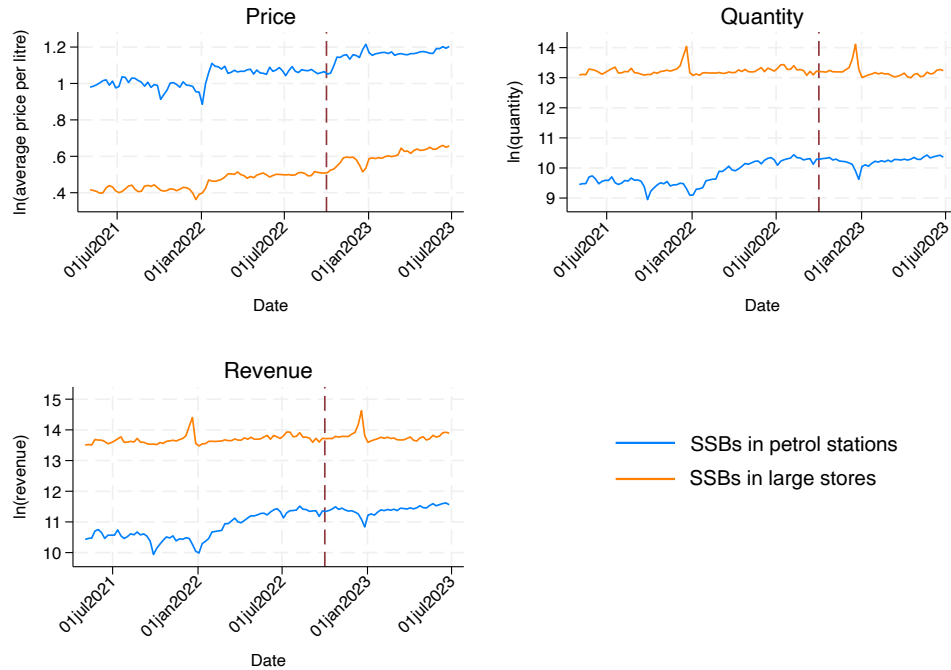 Price
ln(average price per litre)
1.2
1
.8
.6
.4
01jul2021
01jan2022
01jul2022
01jan2023
01jul2023
Date
Quantity
ln(quantity)
14
13
12
11
10
9
01jul2021
01jan2022
01jul2022
01jan2023
01jul2023
Date
Revenue
ln(revenue)
15
14
13
12
11
10
01jul2021
01jan2022
01jul2022
01jan2023
01jul2023
Date
SSBs in petrol stations
SSBs in large stores